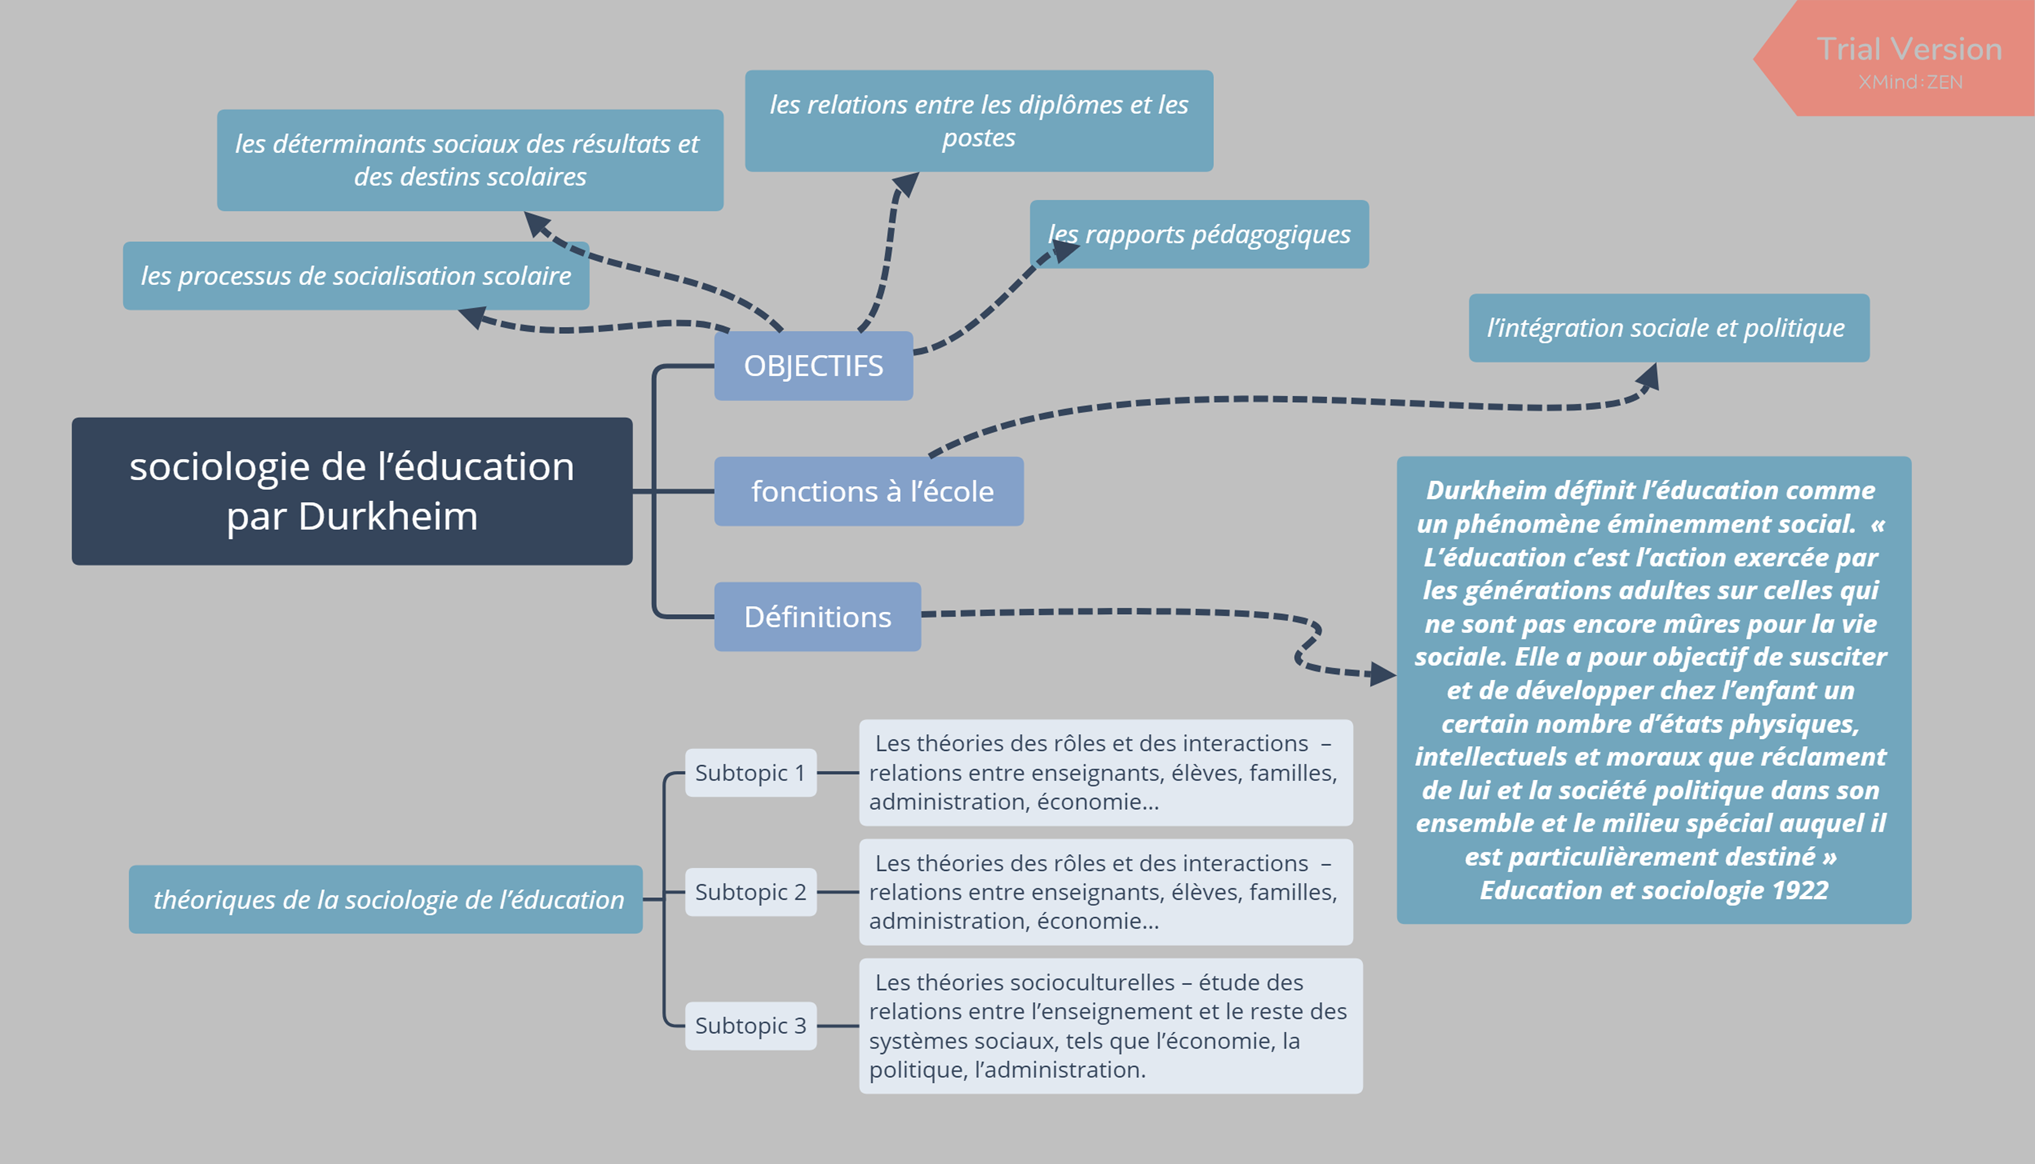 Trial Version
XMind:ZEN
les relations entre les diplômes et les
postes
les déterminants sociaux des résultats et
des destins scolaires
les rapports pédagogiques
les processus de socialisation scolaire
l’intégration sociale et politique
OBJECTIFS
sociologie de l’éducation
par Durkheim
fonctions à l’école
Définitions
Durkheim définit l’éducation comme
un phénomène éminemment social. «
L’éducation c’est l’action exercée par
les générations adultes sur celles qui
ne sont pas encore mûres pour la vie
sociale. Elle a pour objectif de susciter
et de développer chez l’enfant un
certain nombre d’états physiques,
intellectuels et moraux que réclament
de lui et la société politique dans son
ensemble et le milieu spécial auquel il
est particulièrement destiné »
Education et sociologie 1922
théoriques de la sociologie de l’éducation
Subtopic 1
Les théories des rôles et des interactions –
relations entre enseignants, élèves, familles,
administration, économie...
Subtopic 2
Les théories des rôles et des interactions –
relations entre enseignants, élèves, familles,
administration, économie...
Subtopic 3
Les théories socioculturelles – étude des
relations entre l’enseignement et le reste des
systèmes sociaux, tels que l’économie, la
politique, l’administration.